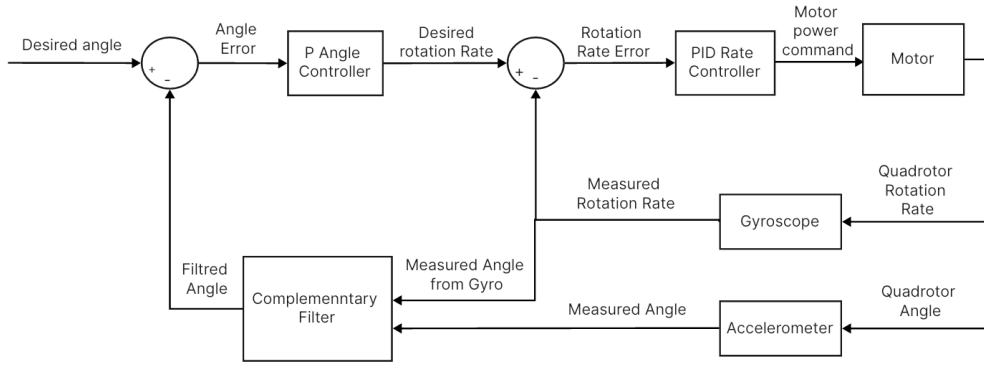 Desired angle
+
-
Angle
Error
P Angle
Controller
Desired
rotation Rate
+
-
Rotation
Rate Error
PID Rate
Controller
Motor
power
command
Motor
Measured
Rotation Rate
Gyroscope
Quadrotor
Rotation
Rate
Filtred
Angle
Complemenntary
Filter
Measured Angle
from Gyro
Measured Angle
Accelerometer
Quadrotor
Angle